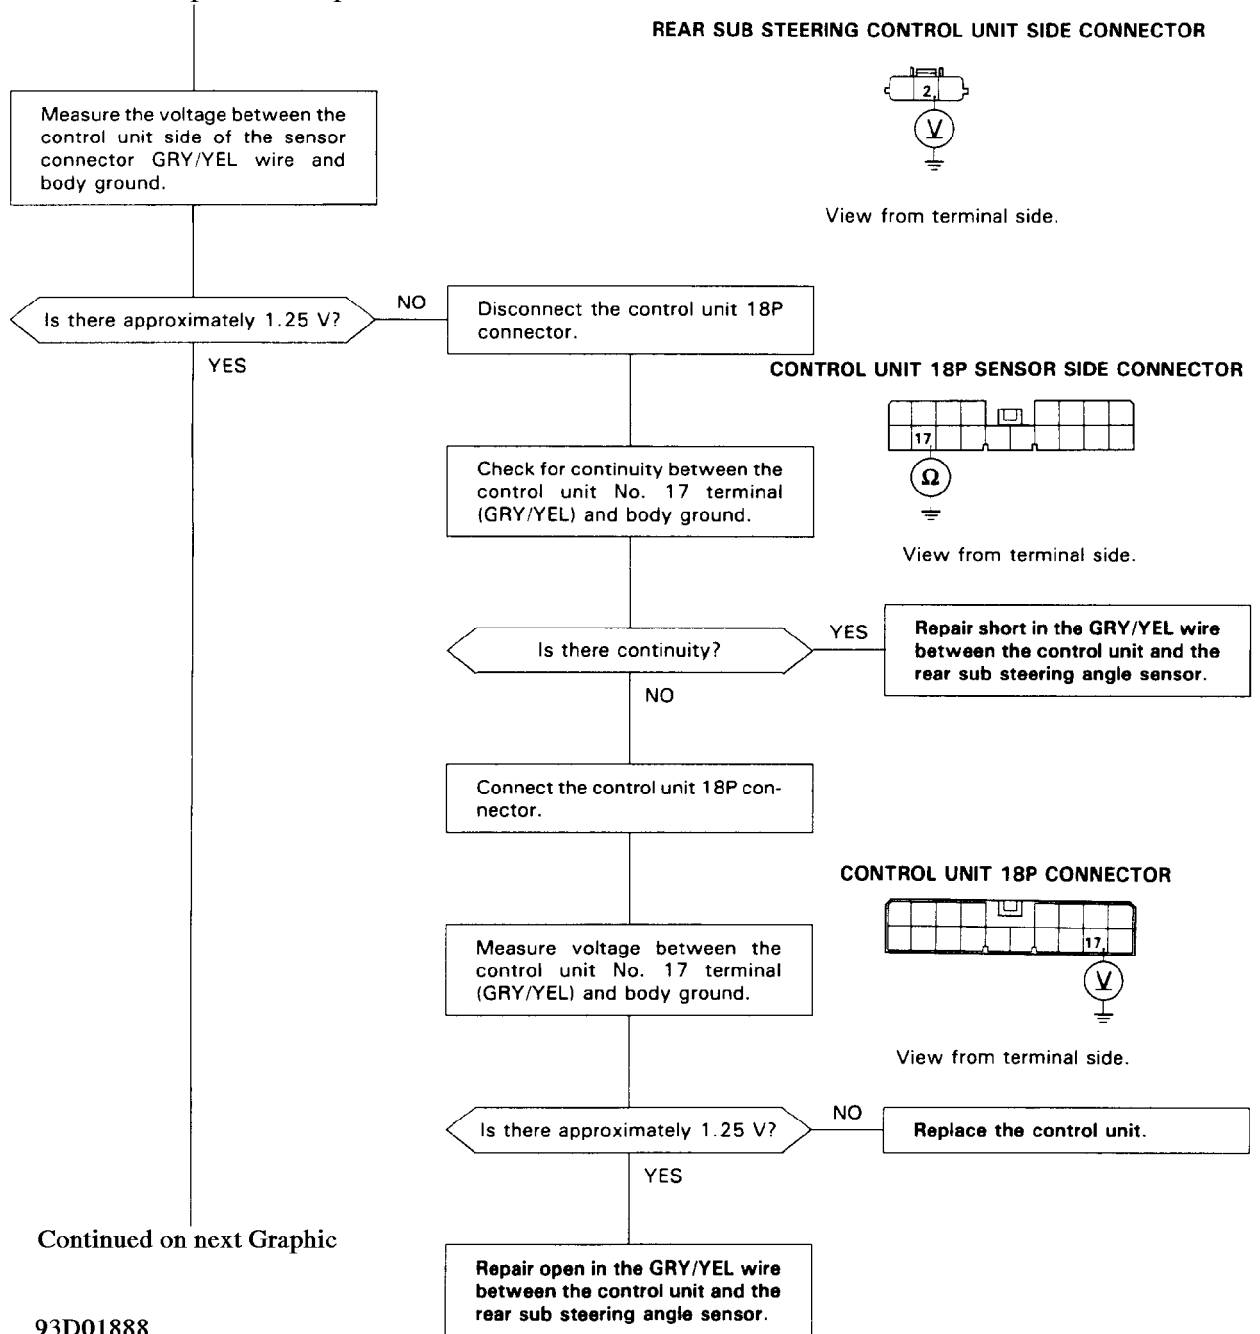 REAR SUB STEERING CONTROL UNIT SIDE CONNECTOR
2
V
View from terminal side.
Measure the voltage between the
control unit side of the sensor
connector GRY/YEL wire and
body ground.
Is there approximately 1.25 V?
NO
YES
Disconnect the control unit 18P
connector.
CONTROL UNIT 18P SENSOR SIDE CONNECTOR
17
Ω
View from terminal side.
Check for continuity between the
control unit No. 17 terminal
(GRY/YEL) and body ground.
Is there continuity?
YES
NO
Repair short in the GRY/YEL wire
between the control unit and the
rear sub steering angle sensor.
Connect the control unit 18P con-
nector.
CONTROL UNIT 18P CONNECTOR
17
V
View from terminal side.
Measure voltage between the
control unit No. 17 terminal
(GRY/YEL) and body ground.
Is there approximately 1.25 V?
NO
YES
Replace the control unit.
Continued on next Graphic
Repair open in the GRY/YEL wire
between the control unit and the
rear sub steering angle sensor.
93D01888